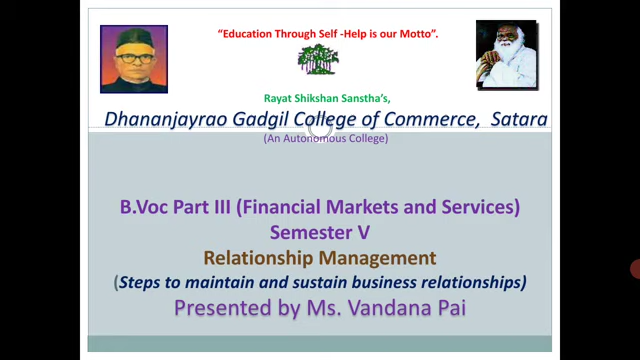 “Education Through Self -Help is our Motto”.
Rayat Shikshan Sanstha's,
Dhananjayrao Gadgil College of Commerce, Satara
(An Autonomous College)
B.Voc Part III (Financial Markets and Services)
Semester V
Relationship Management
(Steps to maintain and sustain business relationships)
Presented by Ms. Vandana Pai